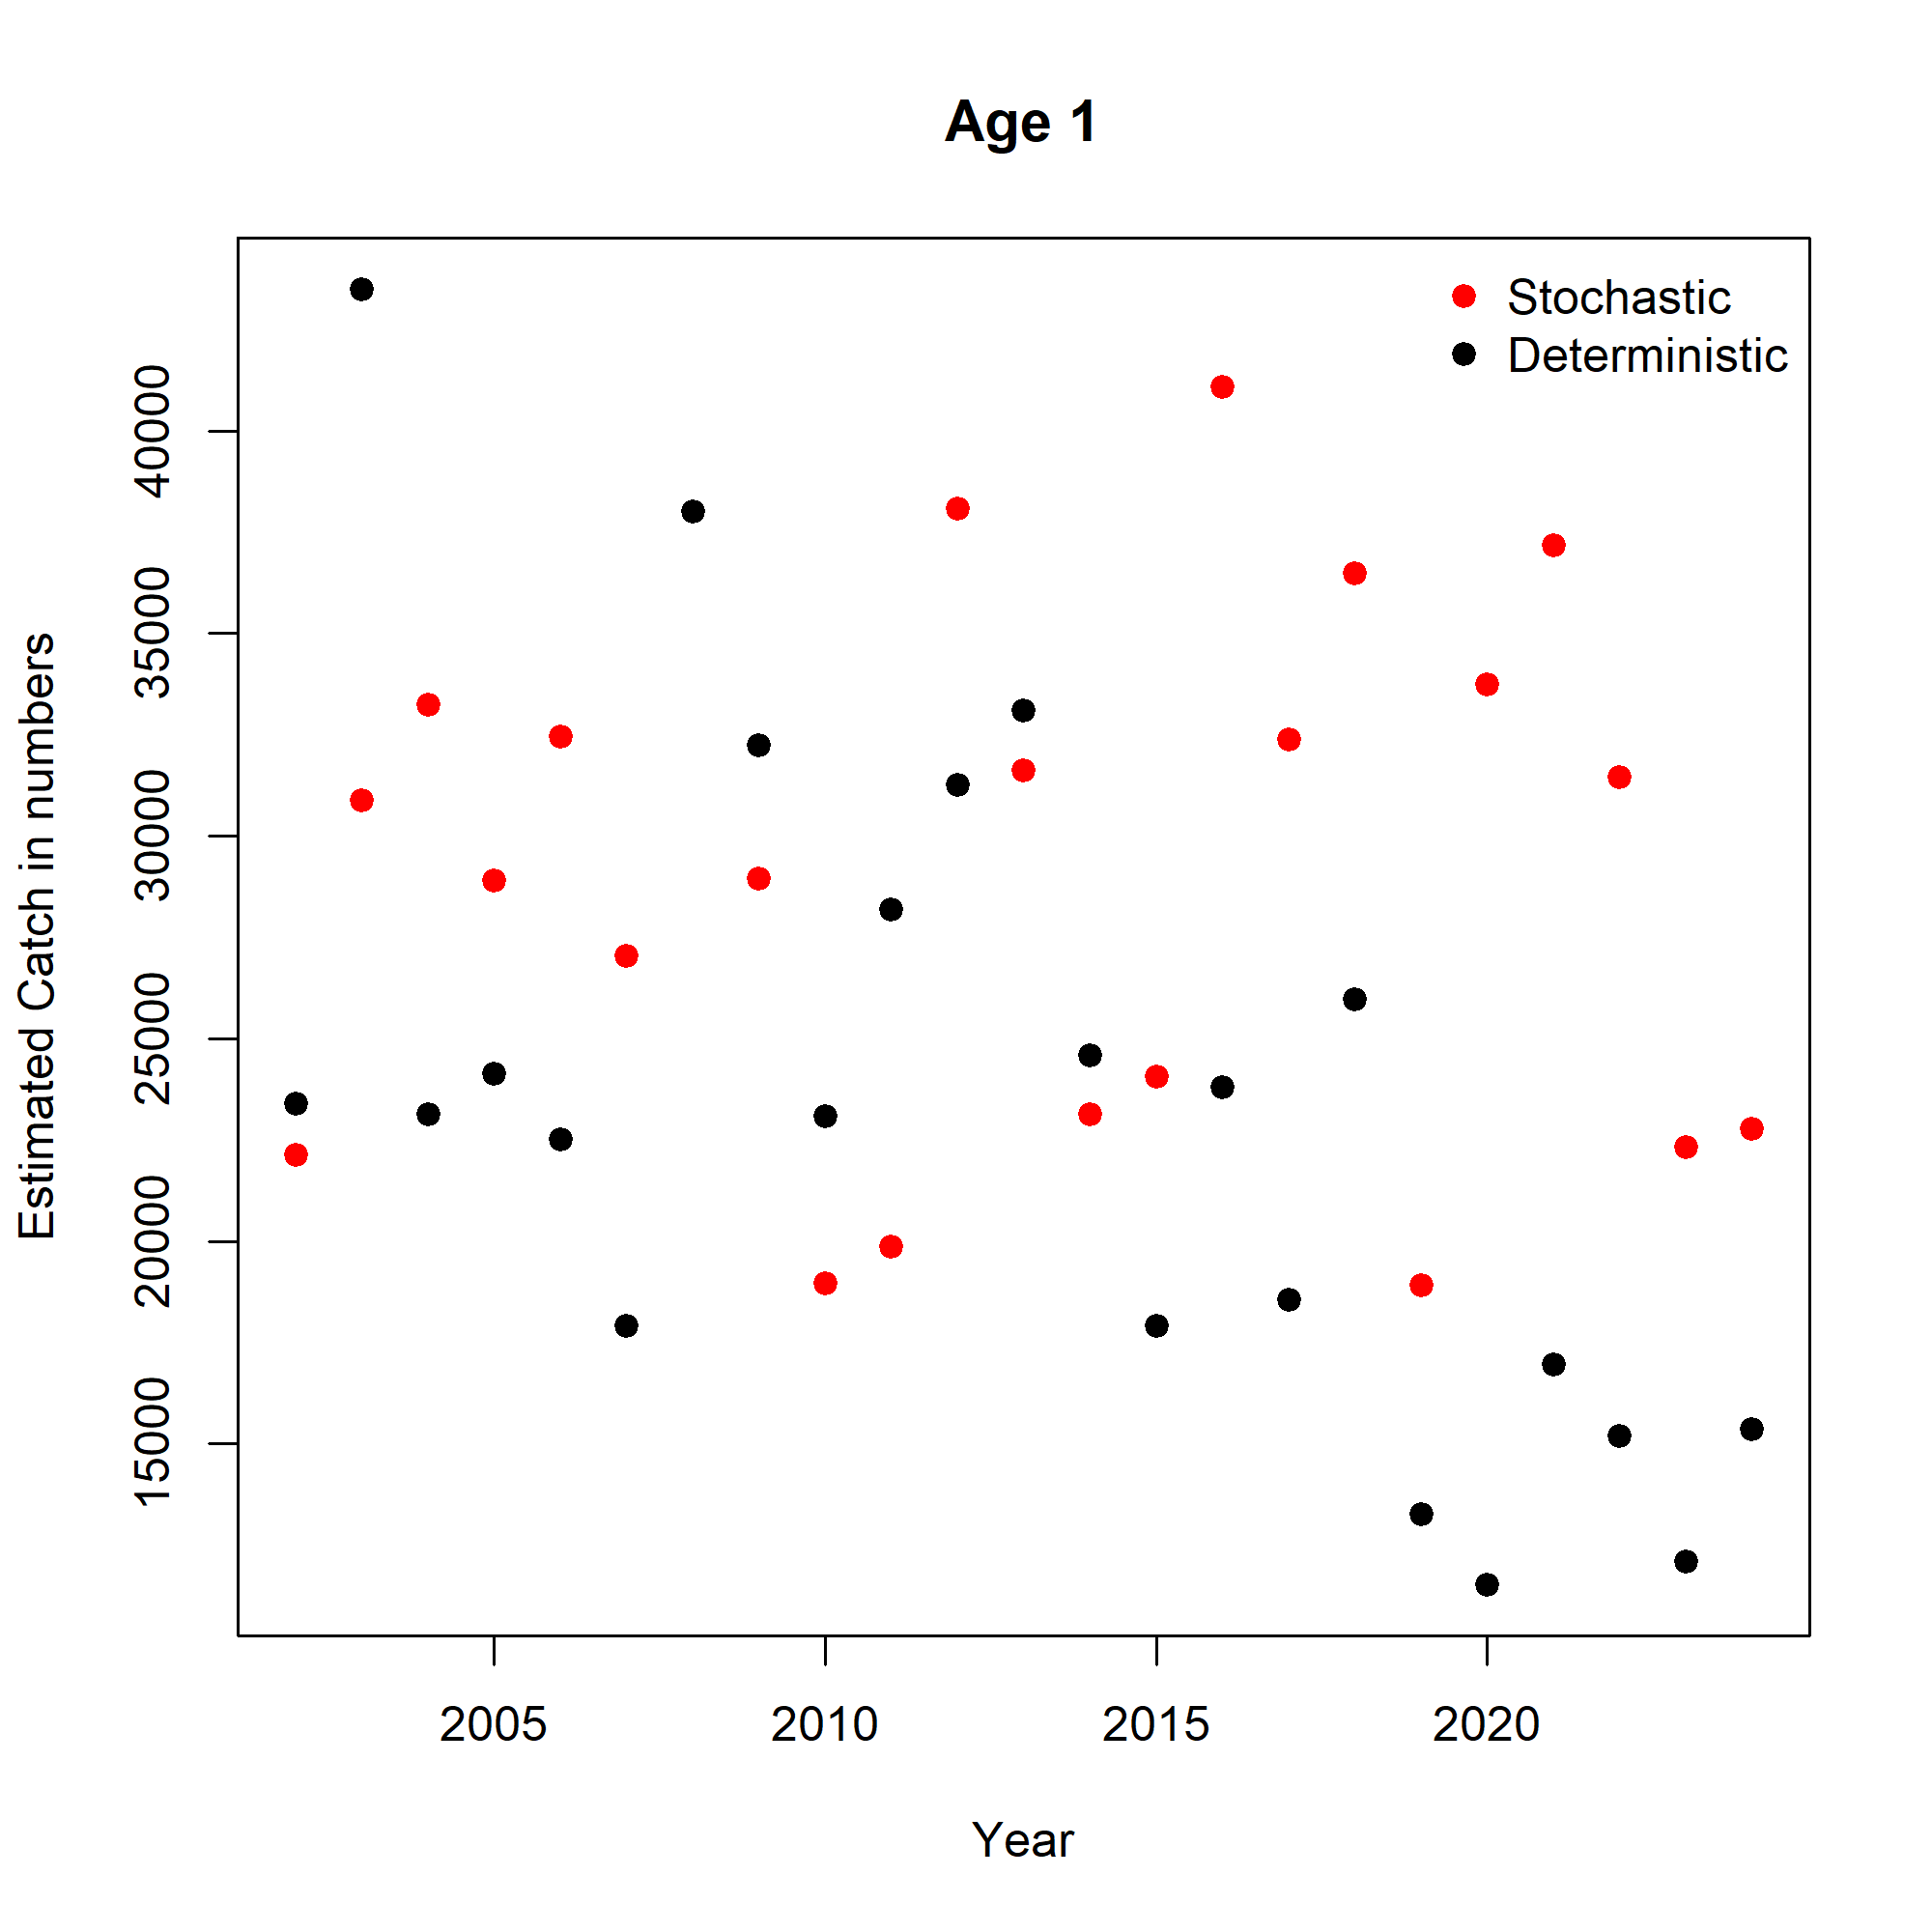 Age 1
Stochastic
Deterministic
Estimated Catch in numbers
40000
35000
30000
25000
20000
15000
2005
2010
2015
2020
Year